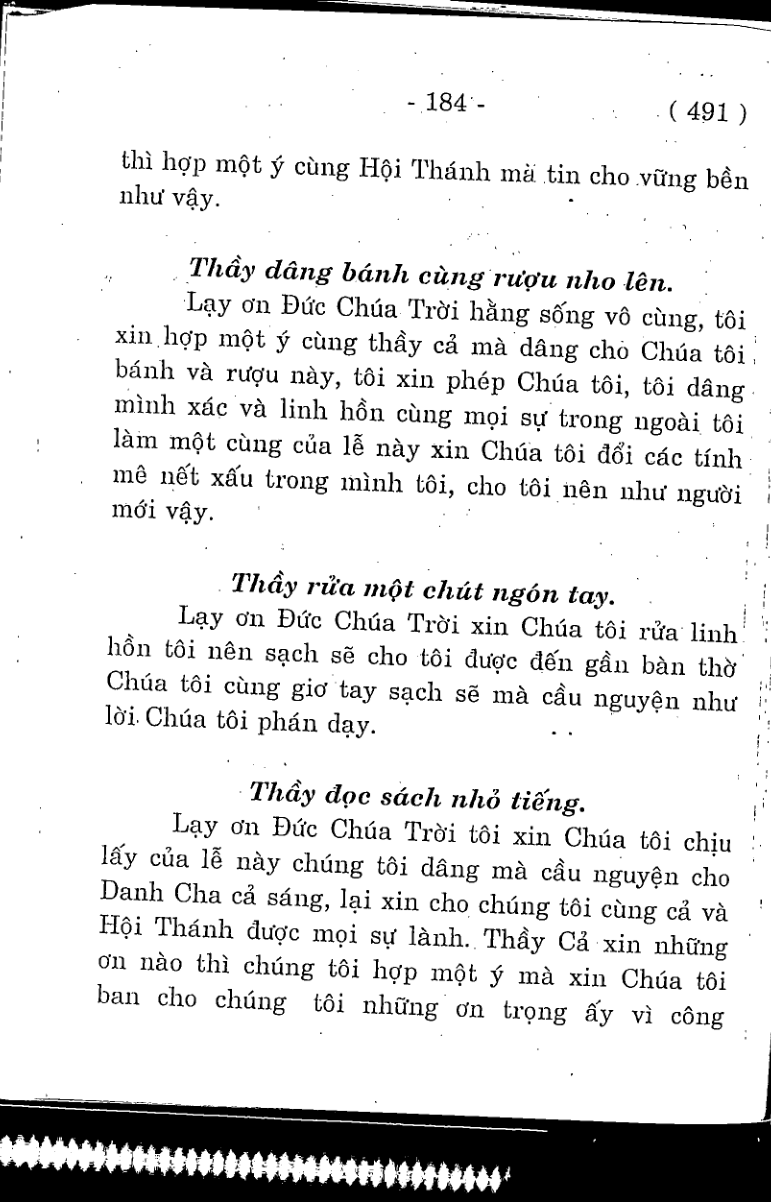 - 184 -
( 491 )
thì hợp một ý cùng Hội Thánh mà tin cho vững bền
như vậy.
Thầy dâng bánh cùng rượu nho lên.
Lạy ơn Đức Chúa Trời hằng sống vô cùng, tôi
xin hợp một ý cùng thầy cả mà dâng cho Chúa tôi
bánh và rượu này, tôi xin phép Chúa tôi, tôi dâng
mình xác và linh hồn cùng mọi sự trong ngoài tôi
làm một cùng của lễ này xin Chúa tôi đổi các tính
mê nết xấu trong mình tôi, cho tôi nên như người
mới vậy.
Thầy rửa một chút ngón tay.
Lạy ơn Đức Chúa Trời xin Chúa tôi rửa linh
hồn tôi nên sạch sẽ cho tôi được đến gần bàn thờ
Chúa tôi cùng giơ tay sạch sẽ mà cầu nguyện như
lời Chúa tôi phán dạy.
Thầy đọc sách nhỏ tiếng.
Lạy ơn Đức Chúa Trời tôi xin Chúa tôi chịu
lấy của lễ này chúng tôi dâng mà cầu nguyện cho
Danh Cha cả sáng, lại xin cho chúng tôi cùng cả và
Hội Thánh được mọi sự lành. Thầy Cả xin những
ơn nào thì chúng tôi hợp một ý mà xin Chúa tôi
ban cho chúng tôi những ơn trọng ấy vì công